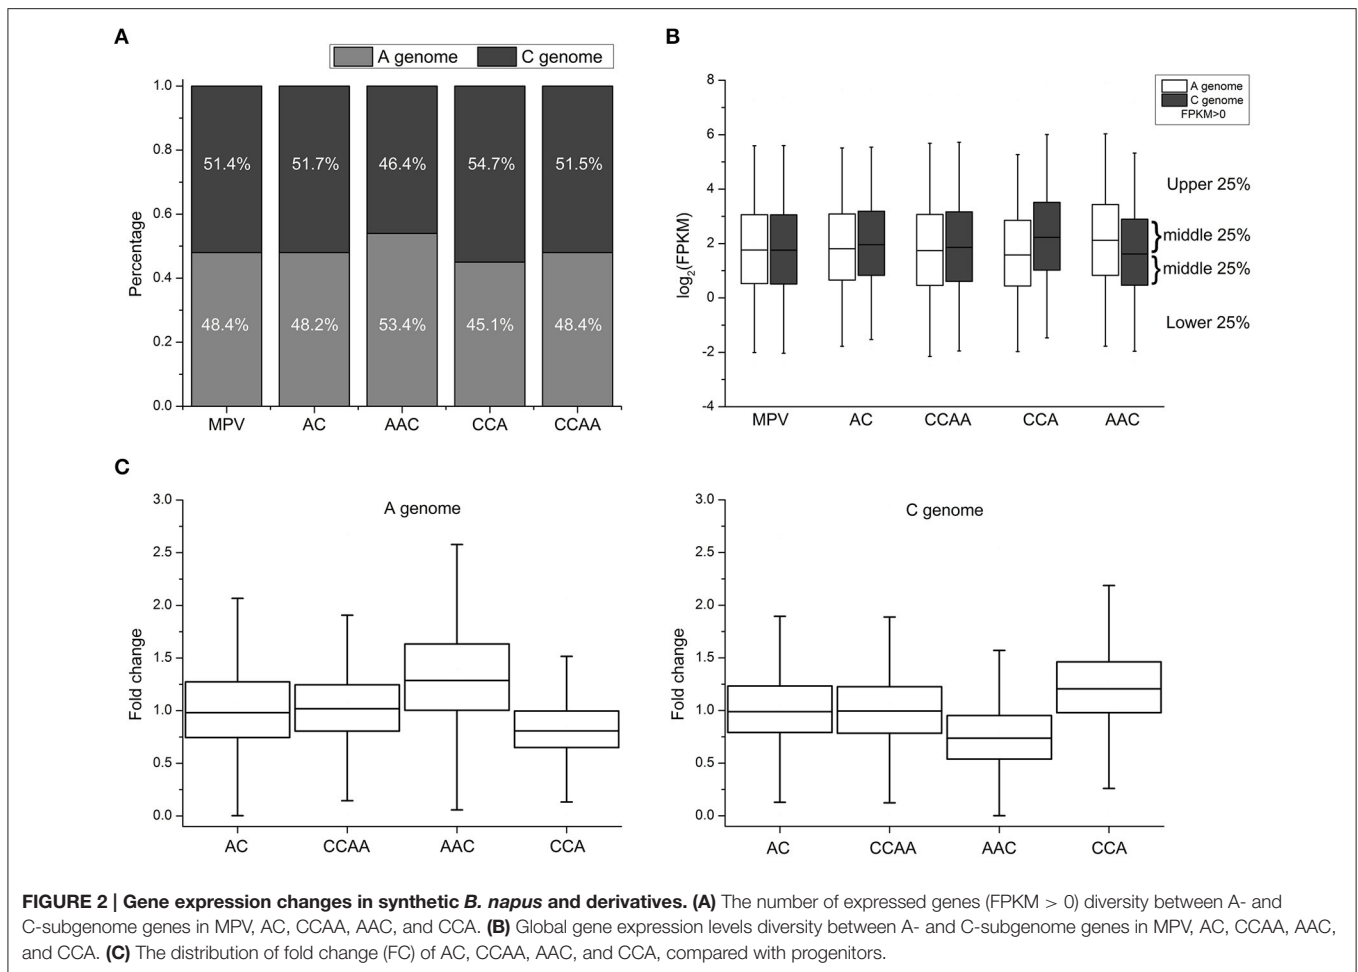 A
A genome
C genome
1.0
0.8
0.6
0.4
0.2
0.0
Percentage
51.4%
51.7%
46.4%
54.7%
51.5%
48.4%
48.2%
53.4%
45.1%
48.4%
MPV
AC
AAC
CCA
CCAA
B
8
6
4
2
0
-2
-4
log2(FPKM)
A genome
C genome
FPKM>0
Upper 25%
middle 25%
middle 25%
Lower 25%
MPV
AC
CCAA
CCA
AAC
C
3.0
2.5
2.0
1.5
1.0
0.5
0.0
Fold change
A genome
AC
CCAA
AAC
CCA
3.0
2.5
2.0
1.5
1.0
0.5
0.0
Fold change
C genome
AC
CCAA
AAC
CCA
FIGURE 2 | Gene expression changes in synthetic B. napus and derivatives. (A) The number of expressed genes (FPKM > 0) diversity between A- and
C-subgenome genes in MPV, AC, CCAA, AAC, and CCA. (B) Global gene expression levels diversity between A- and C-subgenome genes in MPV, AC, CCAA, AAC,
and CCA. (C) The distribution of fold change (FC) of AC, CCAA, AAC, and CCA, compared with progenitors.